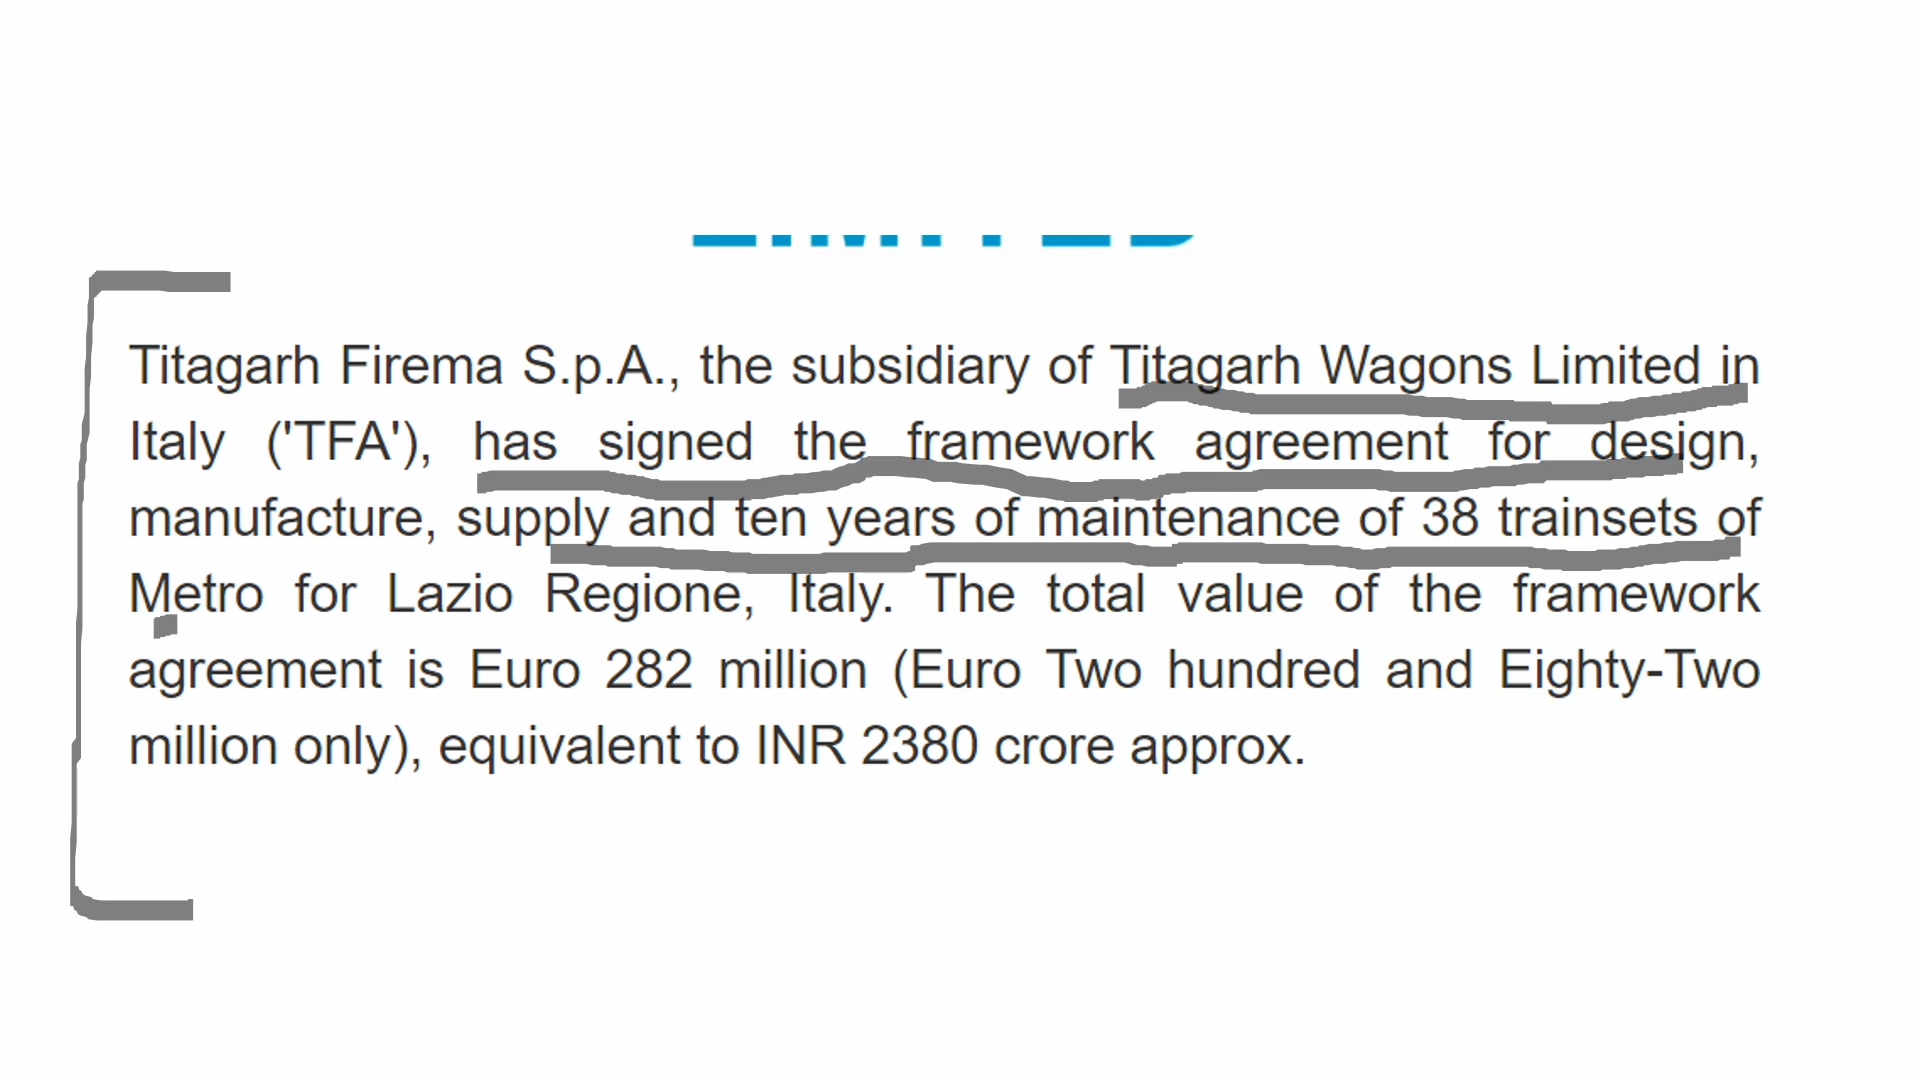 Titagarh Firema S.p.A., the subsidiary of Titagarh Wagons Limited in
Italy ('TFA'), has signed the framework agreement for design,
manufacture, supply and ten years of maintenance of 38 trainsets of
Metro for Lazio Regione, Italy. The total value of the framework
agreement is Euro 282 million (Euro Two hundred and Eighty-Two
million only), equivalent to INR 2380 crore approx.